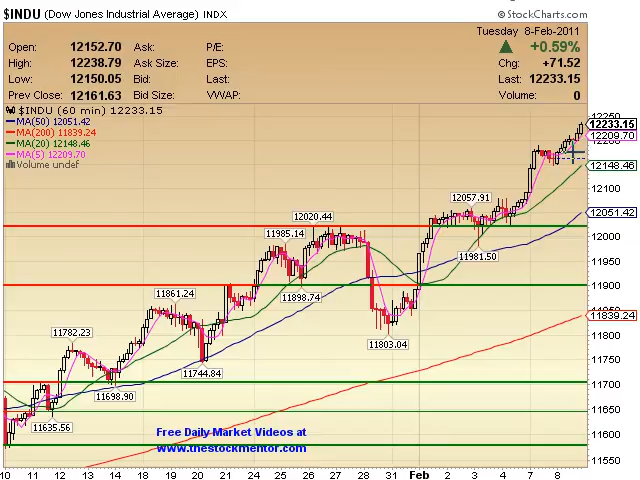 $INDU (Dow Jones Industrial Average) INDX © StockCharts.com
Tuesday 8-Feb-2011
Open: 12152.70 Ask: P/E: +0.59%
High: 12238.79 Ask Size: EPS: Chg: +71.52
Low: 12150.05 Bid: Last: Last: 12233.15
Prev Close: 12161.63 Bid Size: VWAP: Volume: 0
$INDU (60 min) 12233.15
MA(50) 12051.42
MA(200) 11839.24
MA(20) 12148.46
MA(5) 12209.70
Volume undef
12250
12233.15
12209.70
12200
12148.46
12100
12051.42
12000
11950
11900
11850
11839.24
11800
11750
11700
11650
11600
11550
12057.91
12020.44
11985.14
11981.50
11898.74
11861.24
11803.04
11782.23
11744.84
11698.90
11635.56
Free Daily Market Videos at
www.thestockmentor.com
10 11 12 13 14 18 19 20 21 24 25 26 27 28 31 Feb 2 3 4 7 8